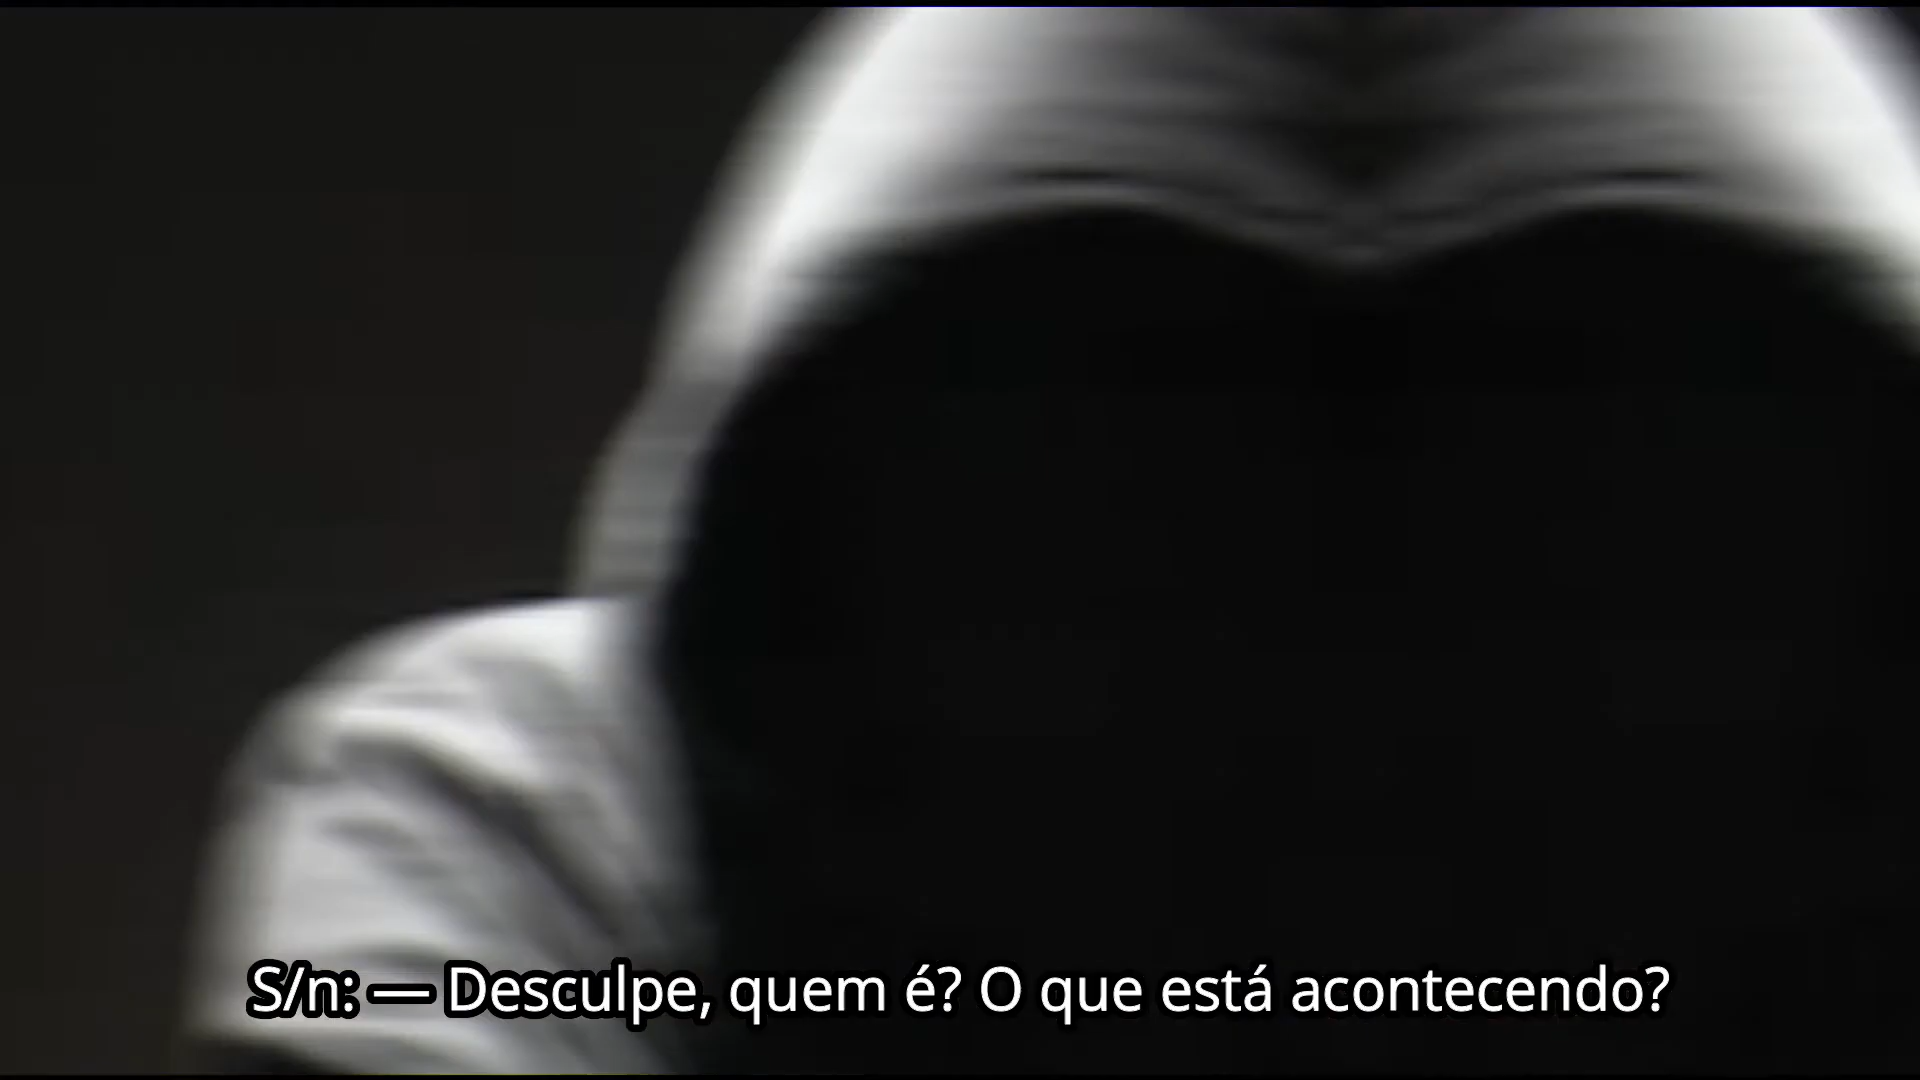 S/n: — Desculpe, quem é? O que está acontecendo?